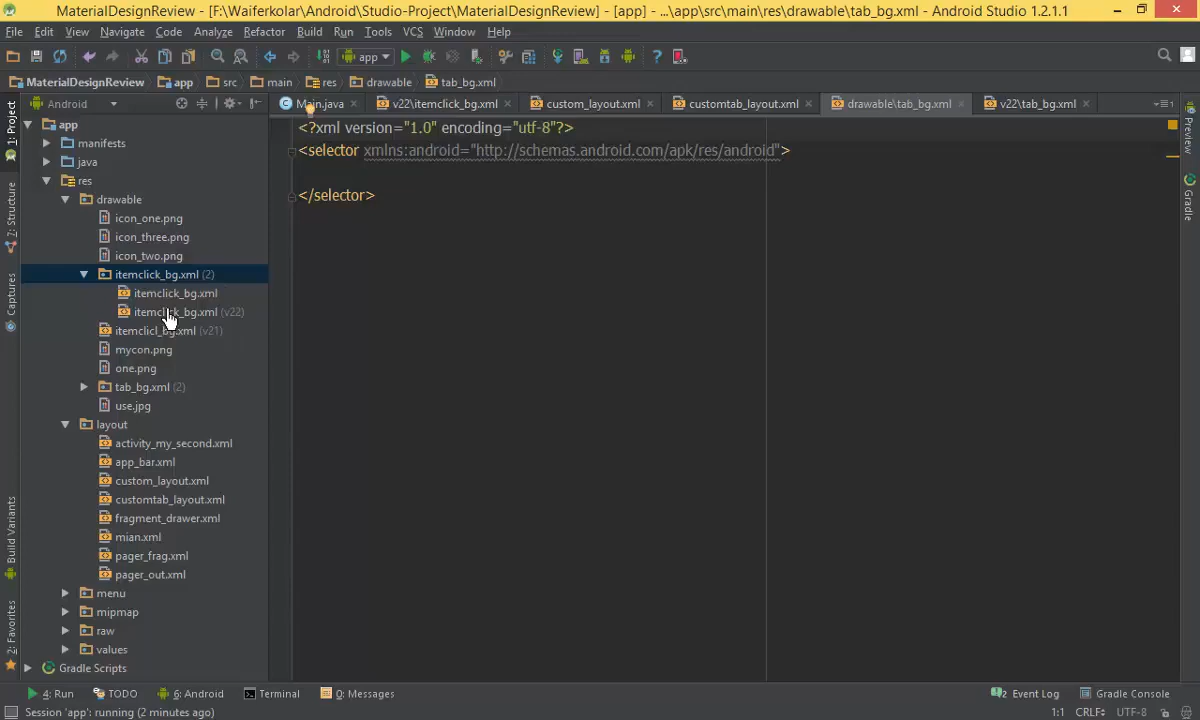 MaterialDesignReview - [F:\Waiferkolar\Android\Studio-Project\MaterialDesignReview] - [app] - ...\app\src\main\res\drawable\tab_bg.xml - Android Studio 1.2.1.1
File Edit View Navigate Code Analyze Refactor Build Run Tools VCS Window Help
app
MaterialDesignReview app src main res drawable tab_bg.xml
Android
Main.java v22\itemclick_bg.xml custom_layout.xml customtab_layout.xml drawable\tab_bg.xml v22\tab_bg.xml
1: Project
7: Structure
Captures
Build Variants
2: Favorites
app
manifests
java
res
drawable
icon_one.png
icon_three.png
icon_two.png
itemclick_bg.xml (2)
itemclick_bg.xml
itemclick_bg.xml (v22)
itemclicl_bg.xml (v21)
mycon.png
one.png
tab_bg.xml (2)
use.jpg
layout
activity_my_second.xml
app_bar.xml
custom_layout.xml
customtab_layout.xml
fragment_drawer.xml
mian.xml
pager_frag.xml
pager_out.xml
menu
mipmap
raw
values
Gradle Scripts
<?xml version="1.0" encoding="utf-8"?>
<selector xmlns:android="http://schemas.android.com/apk/res/android">
</selector>
Preview
Gradle
4: Run TODO 6: Android Terminal 0: Messages Event Log Gradle Console
Session 'app': running (2 minutes ago) 1:1 CRLF UTF-8